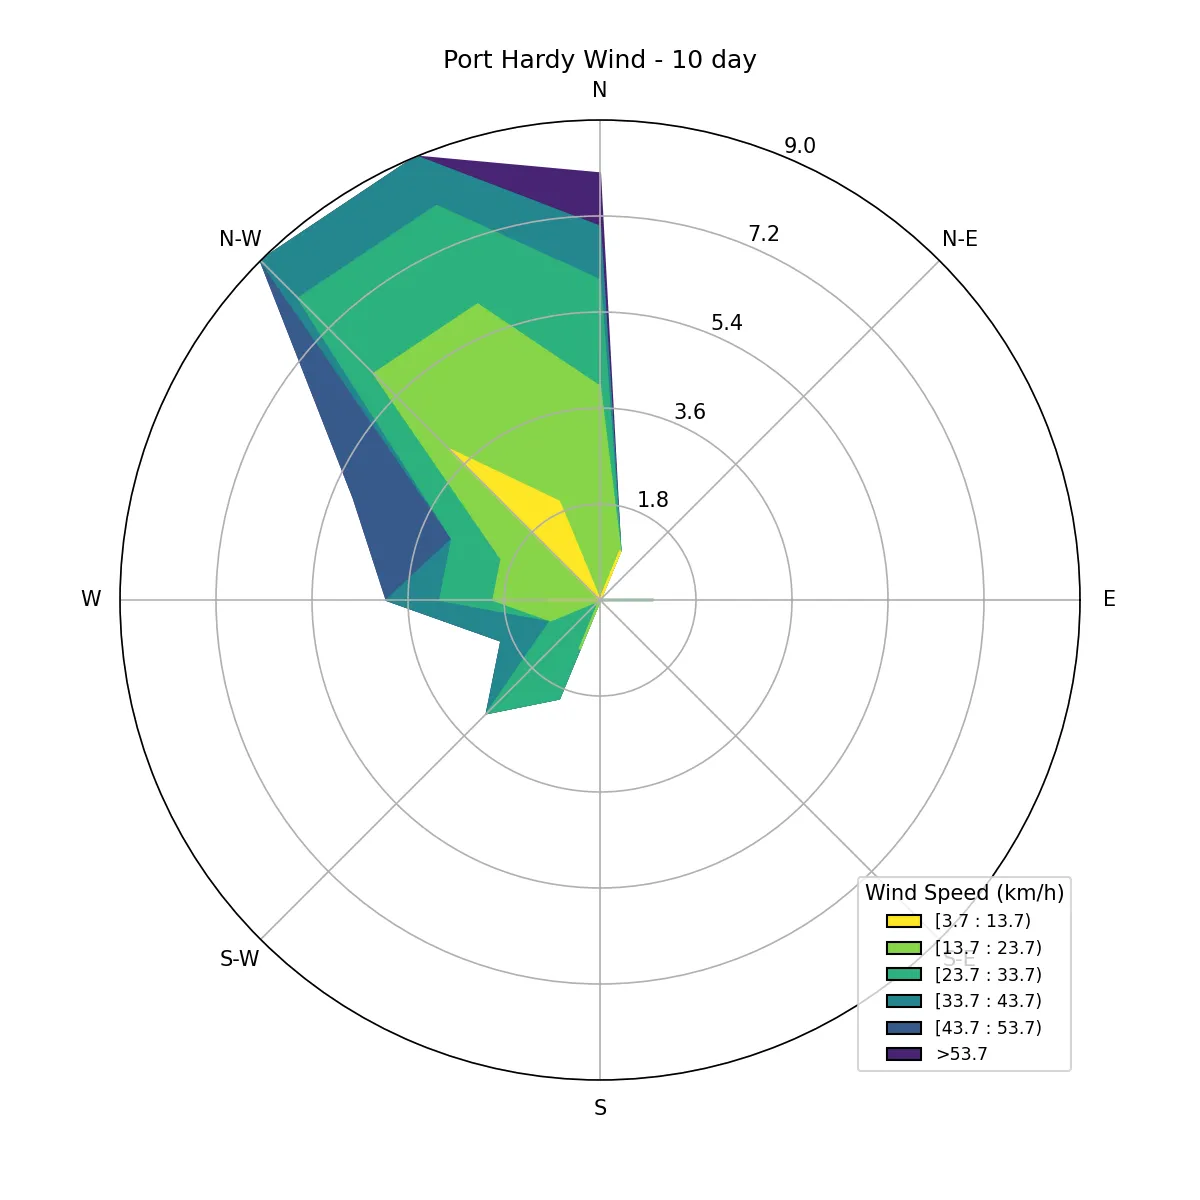 Port Hardy Wind - 10 day
N
9.0
N-W
7.2
N-E
5.4
3.6
1.8
W
E
Wind Speed (km/h)
[3.7 : 13.7)
[13.7 : 23.7)
S-W
S-E
[23.7 : 33.7)
[33.7 : 43.7)
[43.7 : 53.7)
>53.7
S